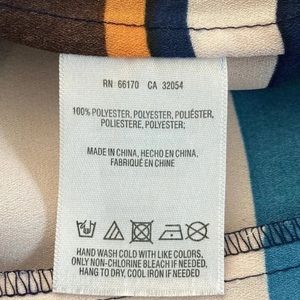 RN 66170 CA 32054
100% POLYESTER, POLYESTER, POLIÉSTER,
POLIESTERE, POLYESTER;
MADE IN CHINA, HECHO EN CHINA,
FABRIQUÉ EN CHINE
HAND WASH COLD WITH LIKE COLORS,
ONLY NON-CHLORINE BLEACH IF NEEDED,
HANG TO DRY, COOL IRON IF NEEDED